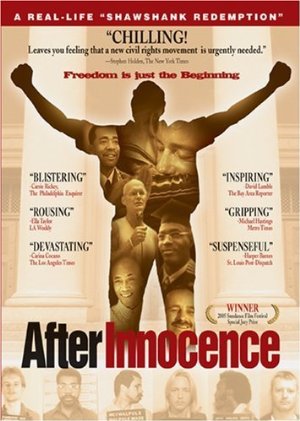 A REAL-LIFE "SHAWSHANK REDEMPTION"
"CHILLING!
Leaves you feeling that a new civil rights movement is urgently needed."
—Stephen Holden, The New York Times
Freedom is just the Beginning
"BLISTERING"
-Carrie Rickey,
The Philadelphia Enquirer
"ROUSING"
-Ella Taylor
LA Weekly
"DEVASTATING"
-Carina Cocano
The Los Angeles Times
"INSPIRING"
-David Lamble
The Bay Area Reporter
"GRIPPING"
-Michael Hastings
Metro Times
"SUSPENSEFUL"
-Harper Barnes
St. Louis Post-Dispatch
WINNER
2005 Sundance Film Festival
Special Jury Prize
After Innocence